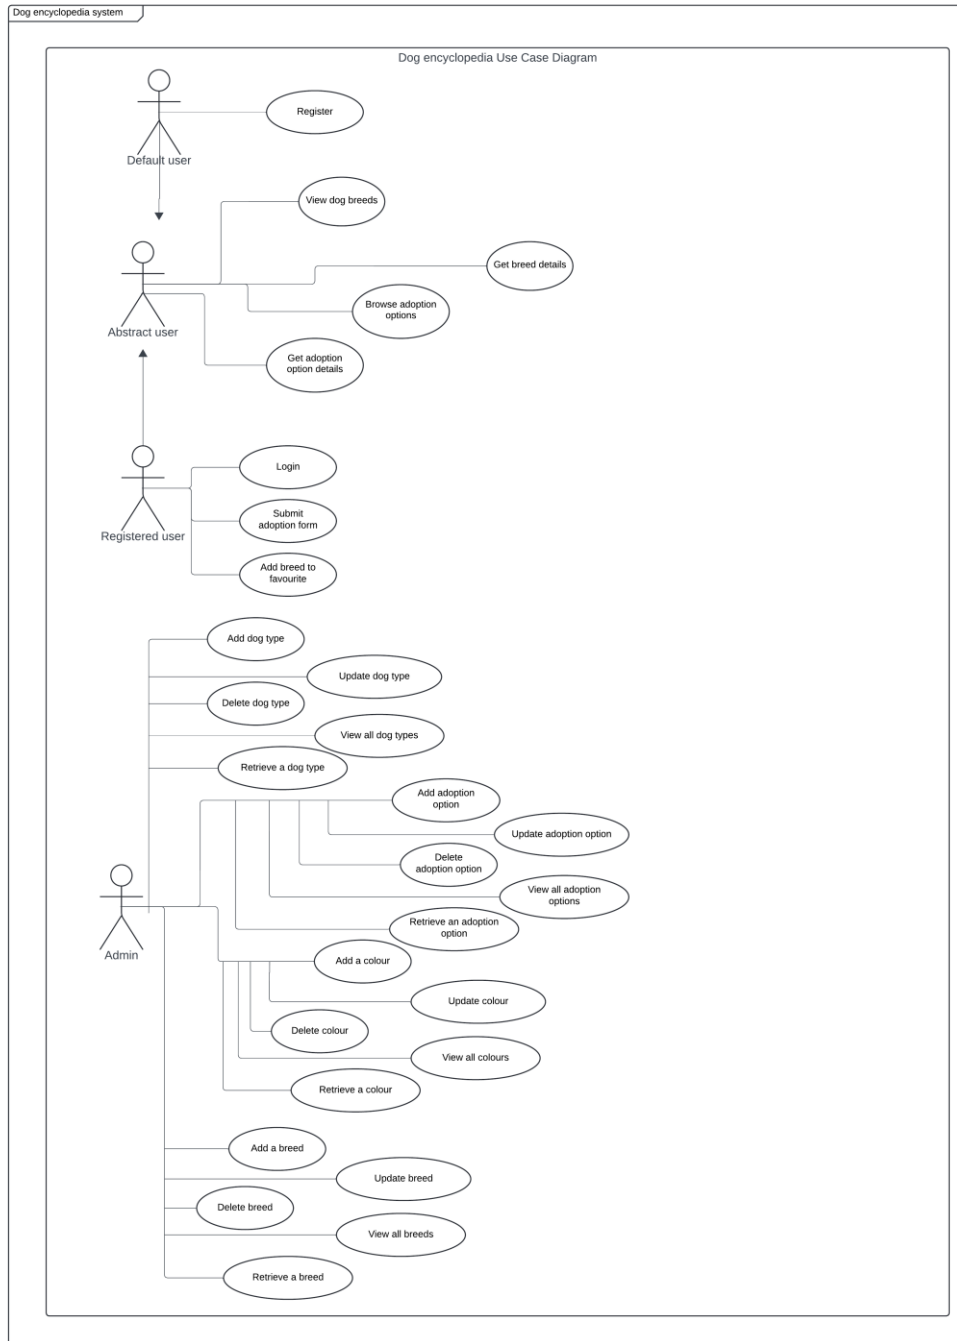 Dog encyclopedia system
Dog encyclopedia Use Case Diagram
Register
Default user
View dog breeds
Get breed details
Browse adoption
options
Abstract user
Get adoption
option details
Login
Submit
adoption form
Registered user
Add breed to
favourite
Add dog type
Update dog type
Delete dog type
View all dog types
Retrieve a dog type
Add adoption
option
Update adoption option
Delete
adoption option
View all adoption
options
Retrieve an adoption
option
Admin
Add a colour
Update colour
Delete colour
View all colours
Retrieve a colour
Add a breed
Update breed
Delete breed
View all breeds
Retrieve a breed